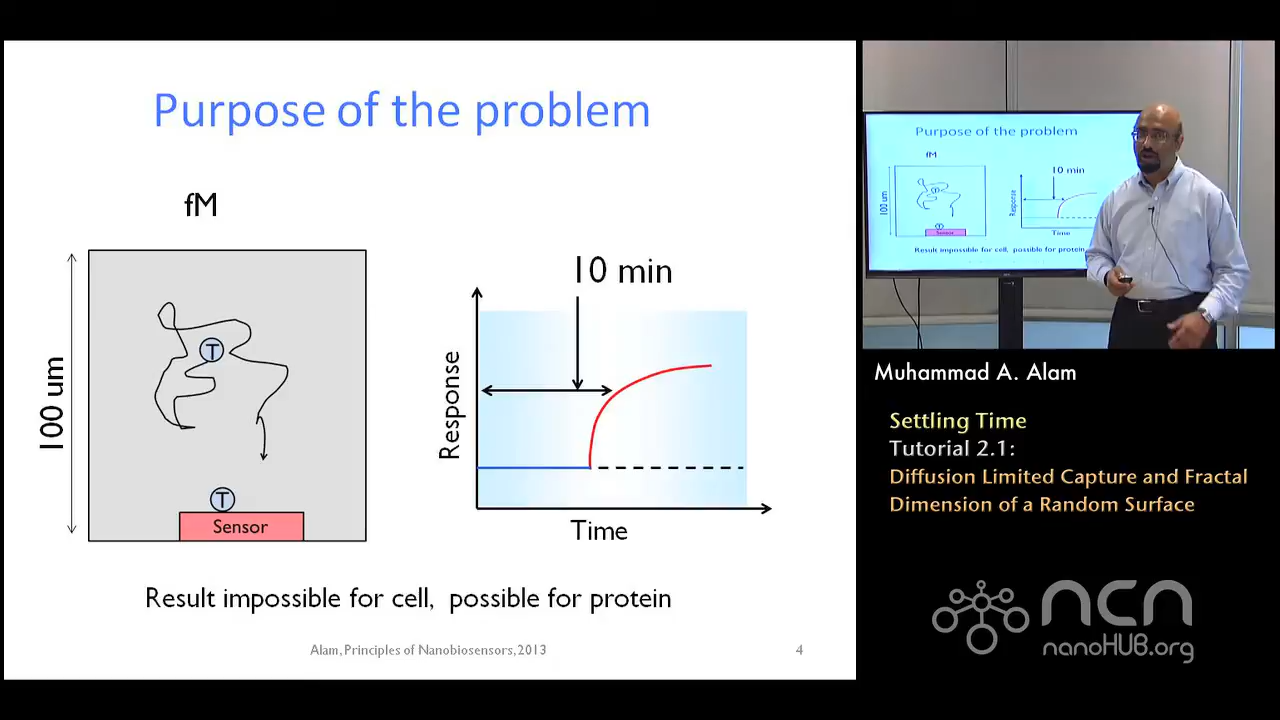 Purpose of the problem
fM
100 um
T
T
Sensor
10 min
Response
Time
Result impossible for cell, possible for protein
Alam, Principles of Nanobiosensors, 2013
4
Purpose of the problem
fM
100 um
T
T
Sensor
10 min
Response
Time
Result impossible for cell, possible for protein
Muhammad A. Alam
Settling Time
Tutorial 2.1:
Diffusion Limited Capture and Fractal
Dimension of a Random Surface
ncn
nanoHUB.org